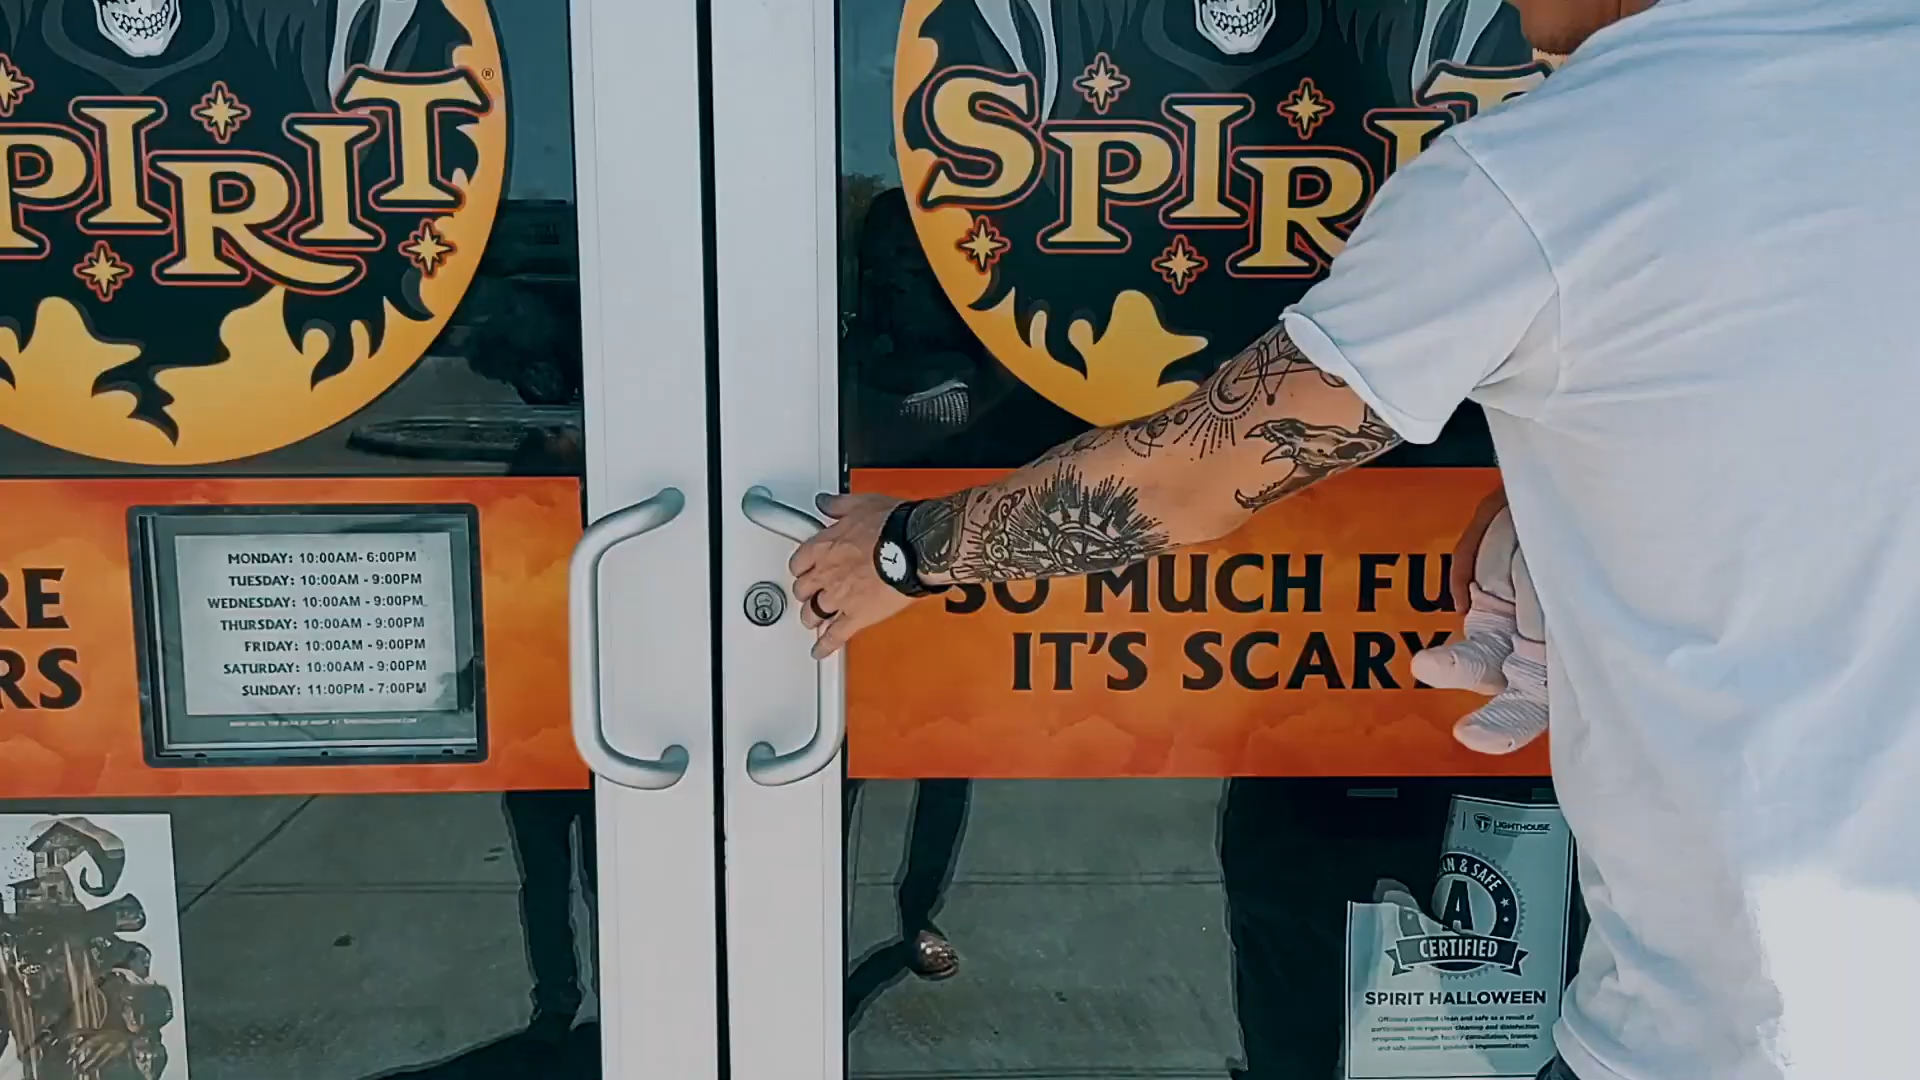 SPIRIT®
SPIRIT
RE
RS
MONDAY: 10:00AM- 6:00PM
TUESDAY: 10:00AM - 9:00PM
WEDNESDAY: 10:00AM - 9:00PM
THURSDAY: 10:00AM - 9:00PM
FRIDAY: 10:00AM - 9:00PM
SATURDAY: 10:00AM - 9:00PM
SUNDAY: 11:00PM - 7:00PM
SO MUCH FU
IT'S SCARY
LIGHTHOUSE
N & SAFE
A
CERTIFIED
SPIRIT HALLOWEEN